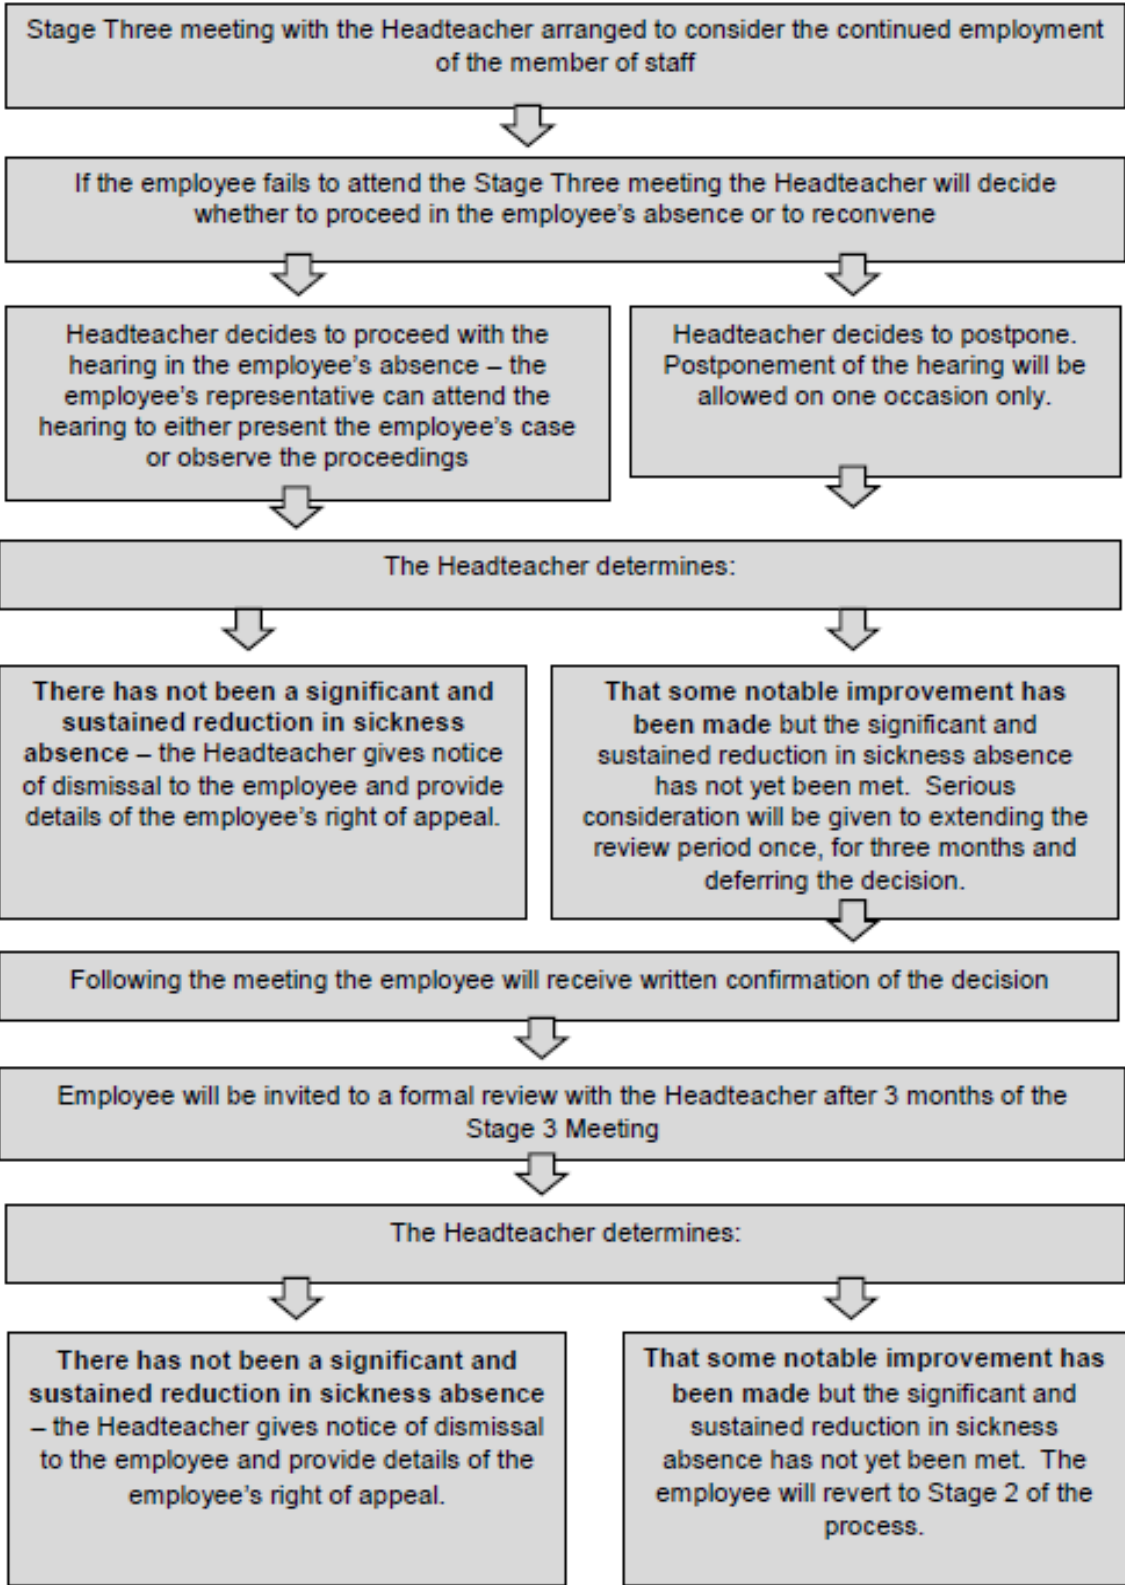 Stage Three meeting with the Headteacher arranged to consider the continued employment
of the member of staff
If the employee fails to attend the Stage Three meeting the Headteacher will decide
whether to proceed in the employee's absence or to reconvene
Headteacher decides to proceed with the
hearing in the employee's absence – the
employee's representative can attend the
hearing to either present the employee's case
or observe the proceedings
Headteacher decides to postpone.
Postponement of the hearing will be
allowed on one occasion only.
The Headteacher determines:
There has not been a significant and
sustained reduction in sickness
absence – the Headteacher gives notice
of dismissal to the employee and provide
details of the employee's right of appeal.
That some notable improvement has
been made but the significant and
sustained reduction in sickness absence
has not yet been met.  Serious
consideration will be given to extending the
review period once, for three months and
deferring the decision.
Following the meeting the employee will receive written confirmation of the decision
Employee will be invited to a formal review with the Headteacher after 3 months of the
Stage 3 Meeting
The Headteacher determines:
There has not been a significant and
sustained reduction in sickness absence
– the Headteacher gives notice of dismissal
to the employee and provide details of the
employee's right of appeal.
That some notable improvement has
been made but the significant and
sustained reduction in sickness
absence has not yet been met.  The
employee will revert to Stage 2 of the
process.